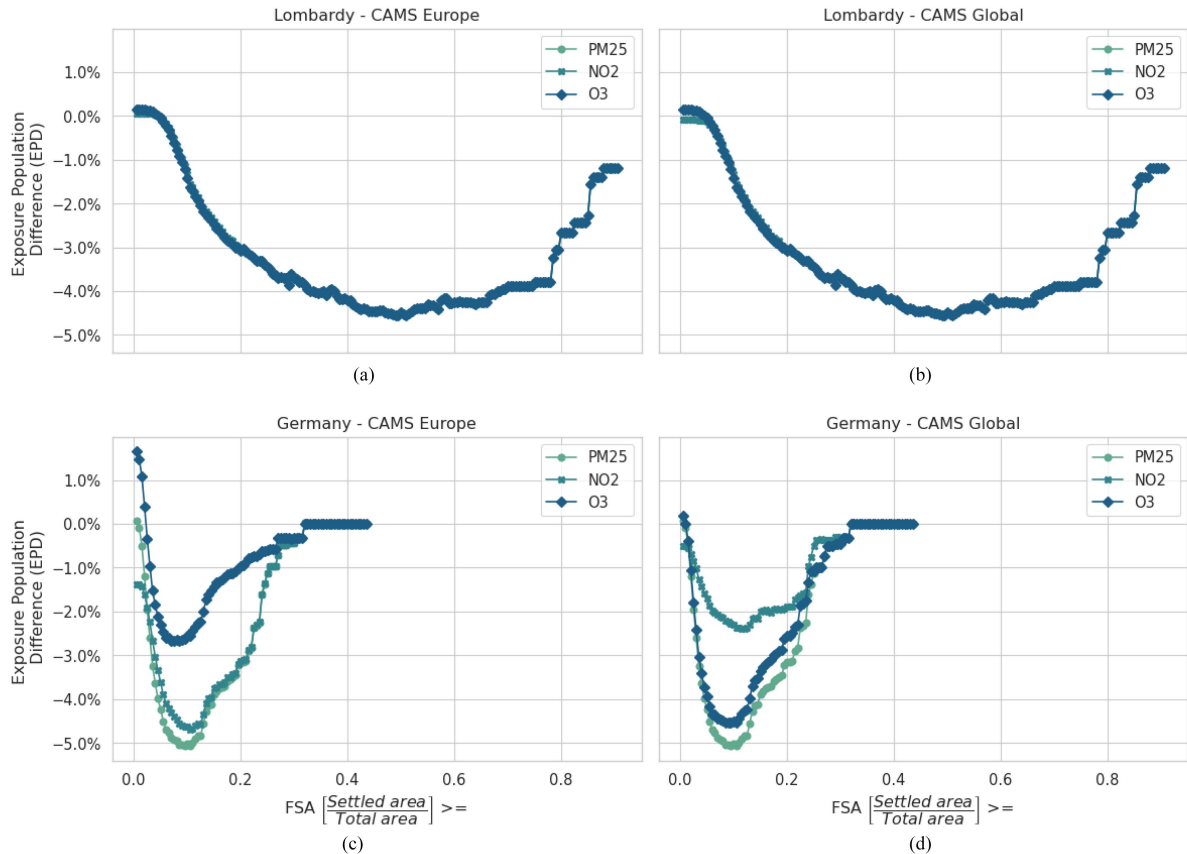 Lombardy - CAMS Europe
Lombardy - CAMS Global
Exposure Population
Difference (EPD)
1.0%
0.0%
−1.0%
−2.0%
−3.0%
−4.0%
−5.0%
PM25
NO2
O3
PM25
NO2
O3
(a)
(b)
Germany - CAMS Europe
Germany - CAMS Global
Exposure Population
Difference (EPD)
1.0%
0.0%
−1.0%
−2.0%
−3.0%
−4.0%
−5.0%
PM25
NO2
O3
PM25
NO2
O3
0.0 0.2 0.4 0.6 0.8
0.0 0.2 0.4 0.6 0.8
FSA [Settled area / Total area] >=
FSA [Settled area / Total area] >=
(c)
(d)